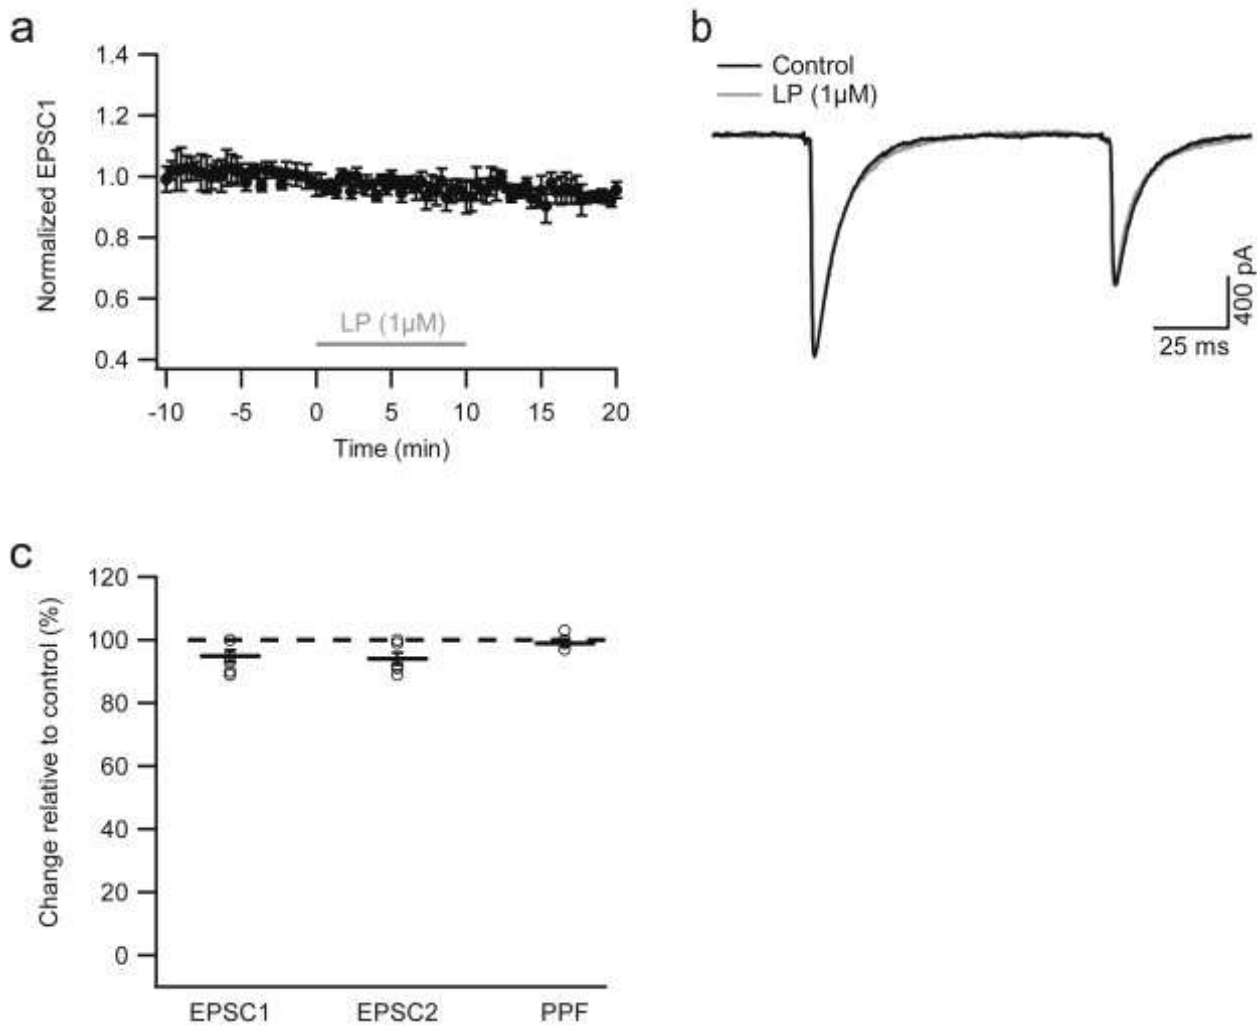 a
1.4
1.2
1.0
0.8
0.6
0.4
Normalized EPSC1
LP (1µM)
-10 -5 0 5 10 15 20
Time (min)
b
Control
LP (1µM)
400 pA
25 ms
c
120
100
80
60
40
20
0
Change relative to control (%)
EPSC1 EPSC2 PPF